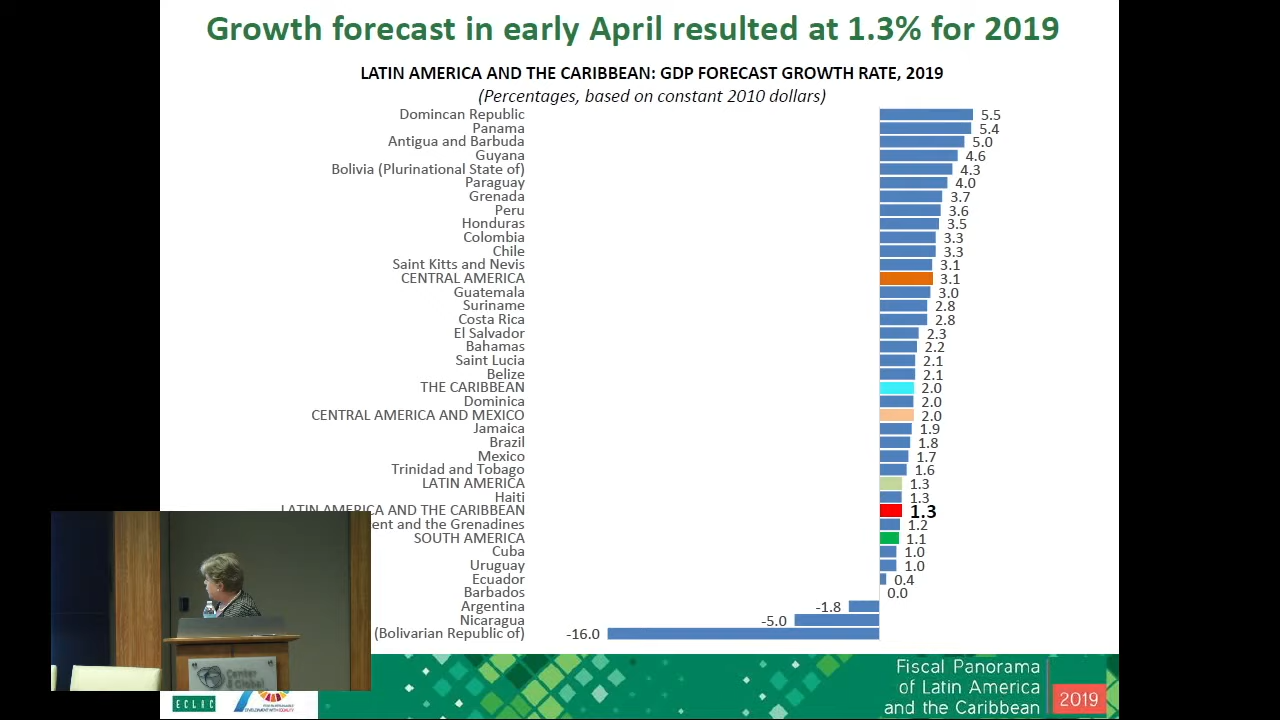 Growth forecast in early April resulted at 1.3% for 2019
LATIN AMERICA AND THE CARIBBEAN: GDP FORECAST GROWTH RATE, 2019
(Percentages, based on constant 2010 dollars)
Domincan Republic 5.5
Panama 5.4
Antigua and Barbuda 5.0
Guyana 4.6
Bolivia (Plurinational State of) 4.3
Paraguay 4.0
Grenada 3.7
Peru 3.6
Honduras 3.5
Colombia 3.3
Chile 3.3
Saint Kitts and Nevis 3.1
CENTRAL AMERICA 3.1
Guatemala 3.0
Suriname 2.8
Costa Rica 2.8
El Salvador 2.3
Bahamas 2.2
Saint Lucia 2.1
Belize 2.1
THE CARIBBEAN 2.0
Dominica 2.0
CENTRAL AMERICA AND MEXICO 2.0
Jamaica 1.9
Brazil 1.8
Mexico 1.7
Trinidad and Tobago 1.6
LATIN AMERICA 1.3
Haiti 1.3
LATIN AMERICA AND THE CARIBBEAN 1.3
ent and the Grenadines 1.2
SOUTH AMERICA 1.1
Cuba 1.0
Uruguay 1.0
Ecuador 0.4
Barbados 0.0
Argentina -1.8
Nicaragua -5.0
(Bolivarian Republic of) -16.0
Center
Global
ECLAC
DEVELOPMENT WITH EQUALITY
Fiscal Panorama
of Latin America
and the Caribbean
2019